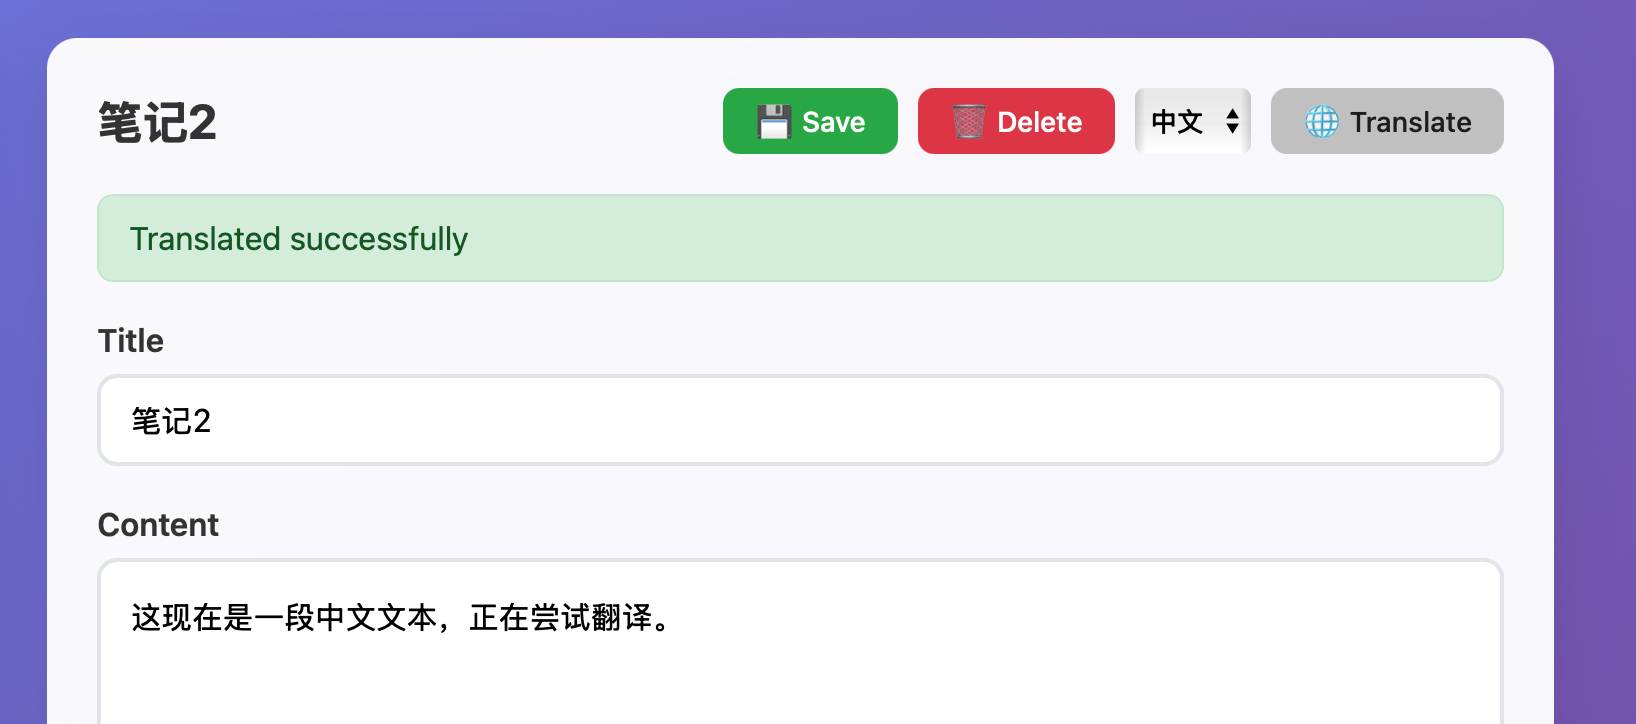 笔记2
💾 Save
🗑️ Delete
中文
🌐 Translate
Translated successfully
Title
笔记2
Content
这现在是一段中文文本，正在尝试翻译。